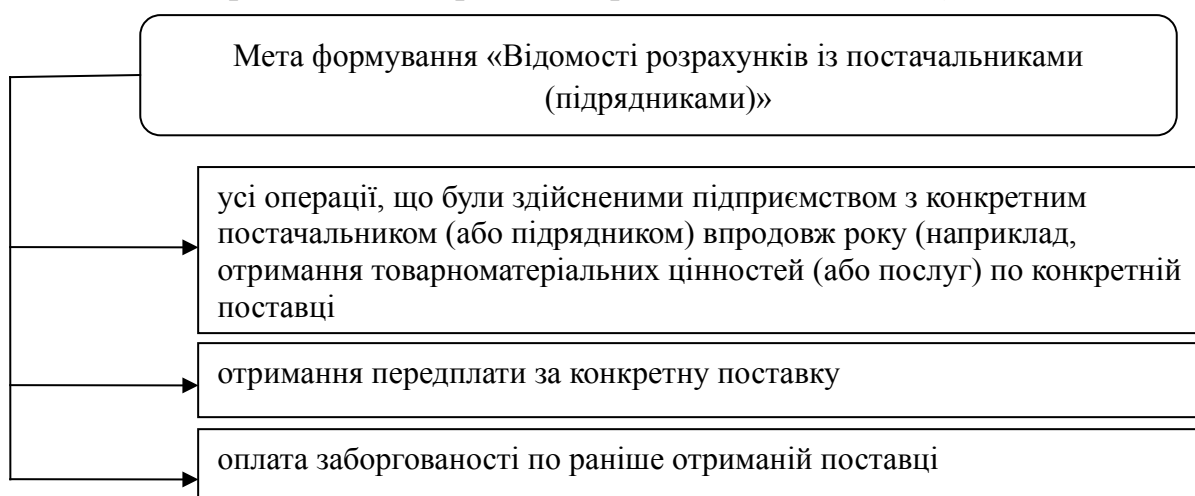 Мета формування «Відомості розрахунків із постачальниками
(підрядниками)»
усі операції, що були здійсненими підприємством з конкретним
постачальником (або підрядником) впродовж року (наприклад,
отримання товарноматеріальних цінностей (або послуг) по конкретній
поставці
отримання передплати за конкретну поставку
оплата заборгованості по раніше отриманій поставці